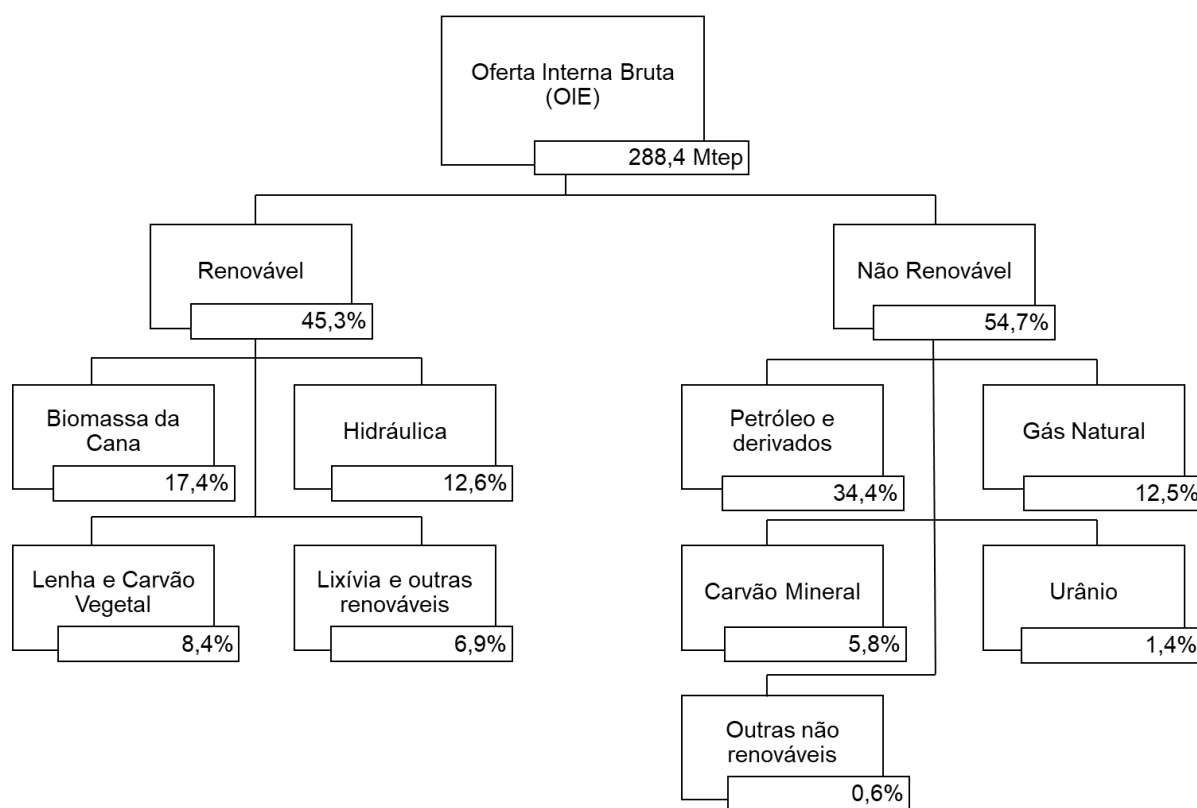 Oferta Interna Bruta
(OIE)
288,4 Mtep
Renovável
45,3%
Não Renovável
54,7%
Biomassa da
Cana
17,4%
Hidráulica
12,6%
Petróleo e
derivados
34,4%
Gás Natural
12,5%
Lenha e Carvão
Vegetal
8,4%
Lixívia e outras
renováveis
6,9%
Carvão Mineral
5,8%
Urânio
1,4%
Outras não
renováveis
0,6%